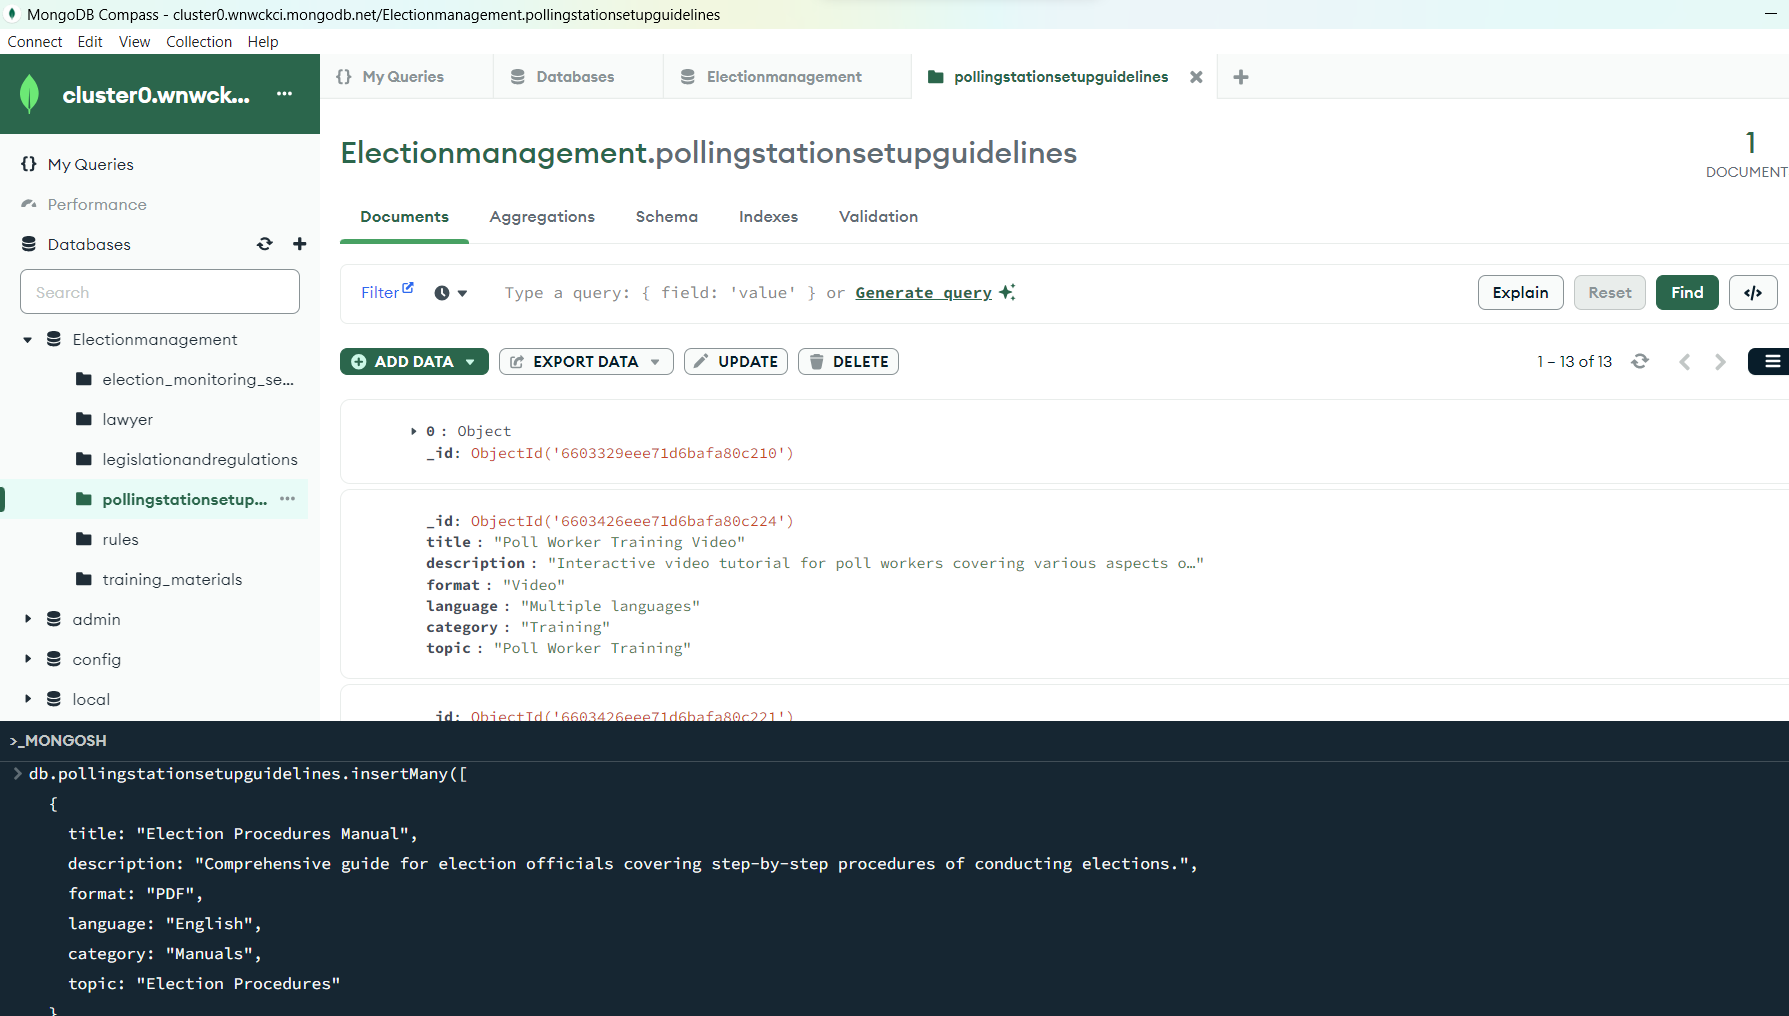 MongoDB Compass - cluster0.wnwckci.mongodb.net/Electionmanagement.pollingstationsetupguidelines
Connect Edit View Collection Help
cluster0.wnwck... ...
{} My Queries
Performance
Databases
Search
Electionmanagement
election_monitoring_se...
lawyer
legislationandregulations
pollingstationsetup... ...
rules
training_materials
admin
config
local
{} My Queries
Databases
Electionmanagement
pollingstationsetupguidelines
Electionmanagement.pollingstationsetupguidelines
1
DOCUMENT
Documents Aggregations Schema Indexes Validation
Filter Type a query: { field: 'value' } or Generate query Explain Reset Find </>
ADD DATA EXPORT DATA UPDATE DELETE 1 – 13 of 13
0 : Object
_id: ObjectId('6603329eee71d6bafa80c210')
_id: ObjectId('6603426eee71d6bafa80c224')
title : "Poll Worker Training Video"
description : "Interactive video tutorial for poll workers covering various aspects o…"
format : "Video"
language : "Multiple languages"
category : "Training"
topic : "Poll Worker Training"
_id: ObjectId('6603426eee71d6bafa80c221')
>_MONGOSH
> db.pollingstationsetupguidelines.insertMany([
{
title: "Election Procedures Manual",
description: "Comprehensive guide for election officials covering step-by-step procedures of conducting elections.",
format: "PDF",
language: "English",
category: "Manuals",
topic: "Election Procedures"
}